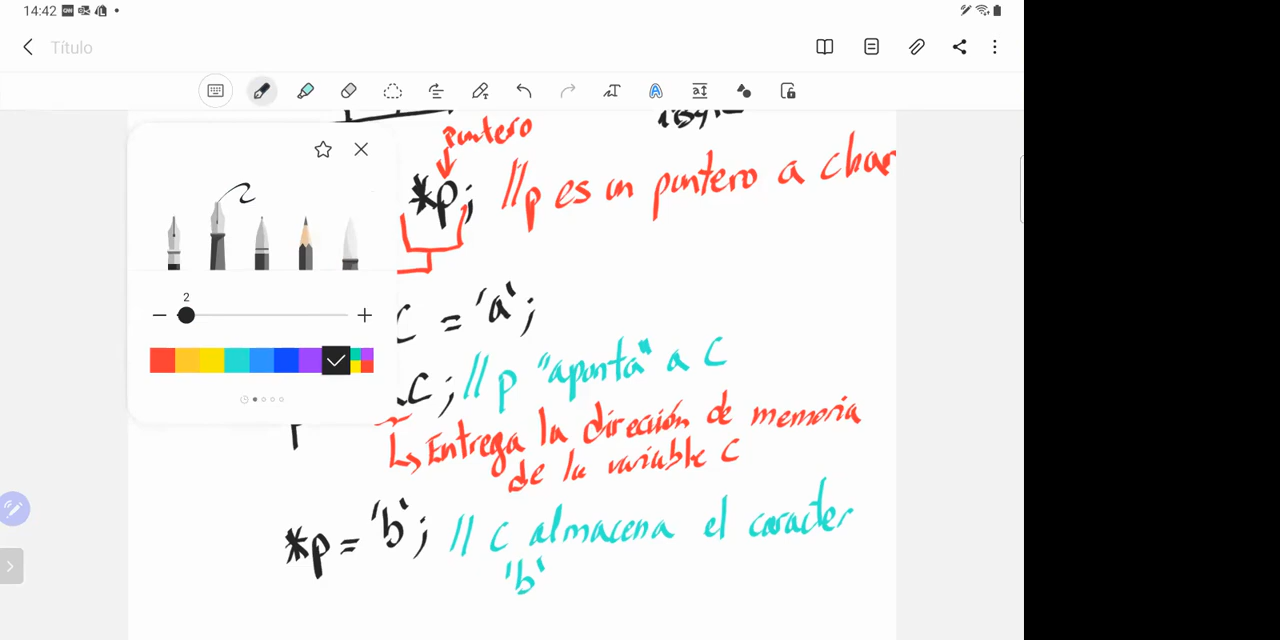 14:42
Título
puntero
*p; //p es un puntero a char
C = 'a';
C; //p "apunta" a C
↳ Entrega la dirección de memoria
de la variable C
*p = 'b'; // C almacena el caracter
'b'
2